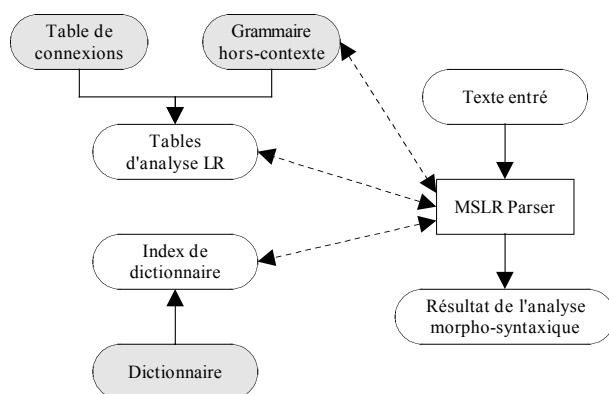 Table de
connexions
Grammaire
hors-contexte
Texte entré
Tables
d'analyse LR
MSLR Parser
Index de
dictionnaire
Résultat de l'analyse
morpho-syntaxique
Dictionnaire